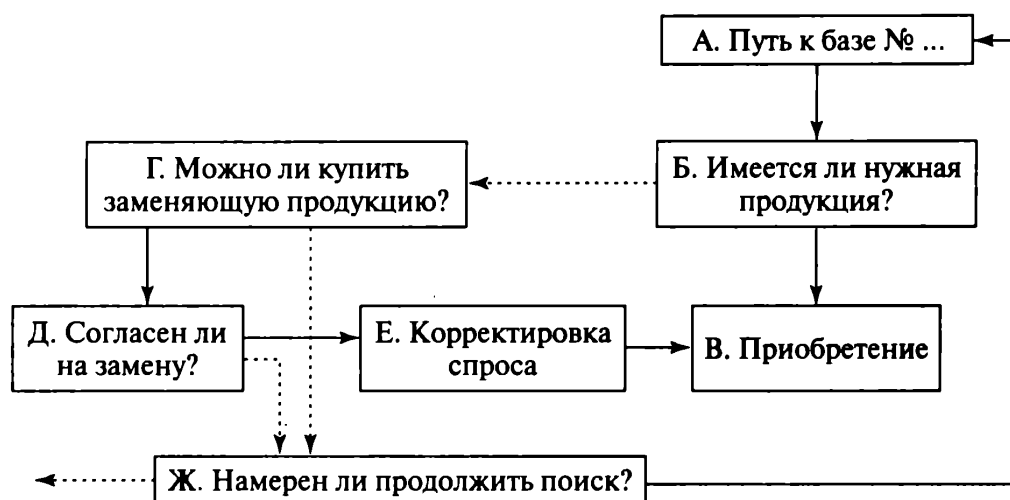 А. Путь к базе № ...
Г. Можно ли купить
заменяющую продукцию?
Б. Имеется ли нужная
продукция?
Д. Согласен ли
на замену?
Е. Корректировка
спроса
В. Приобретение
Ж. Намерен ли продолжить поиск?